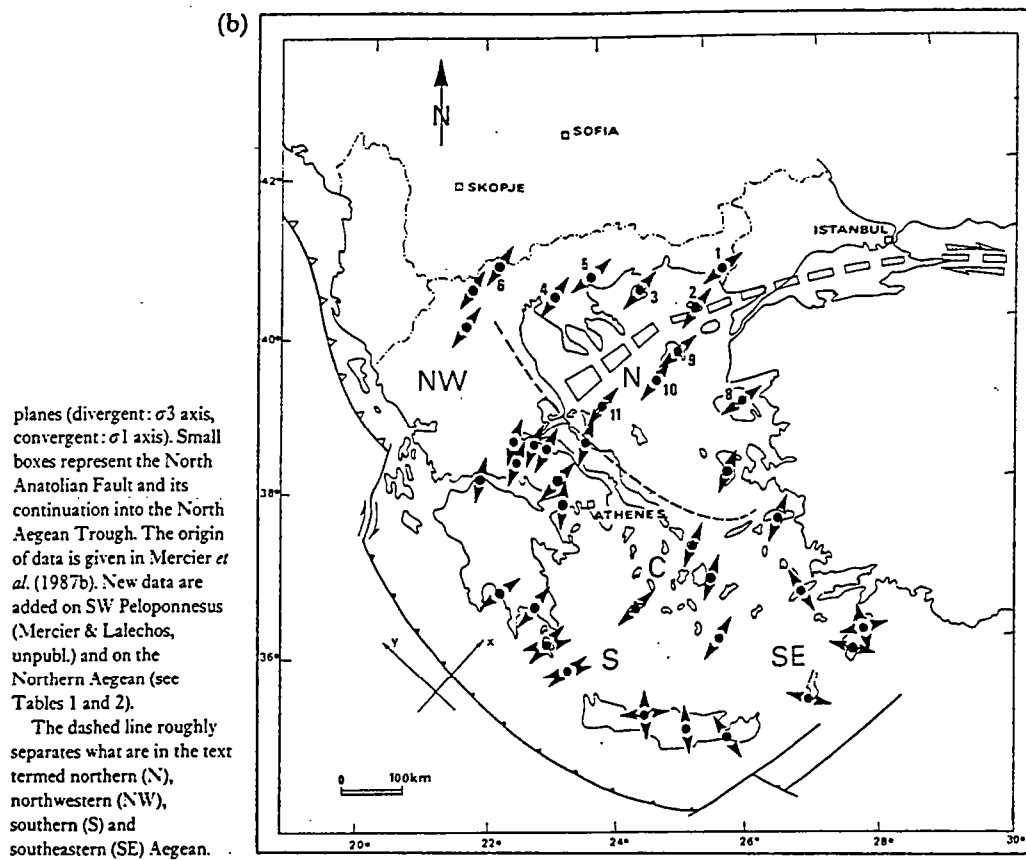 (b)
N
SOFIA
42°
SKOPJE
ISTANBUL
1
5
6
4
3
2
40°
9
N
NW
10
8
11
planes (divergent: σ3 axis,
convergent: σ1 axis). Small
boxes represent the North
Anatolian Fault and its
continuation into the North
Aegean Trough. The origin
of data is given in Mercier et
al. (1987b). New data are
added on SW Peloponnesus
(Mercier & Lalechos,
unpubl.) and on the
Northern Aegean (see
Tables 1 and 2).
The dashed line roughly
separates what are in the text
termed northern (N),
northwestern (NW),
southern (S) and
southeastern (SE) Aegean.
38°
ATHENES
C
Y
X
36°
S
SE
0 100km
20° 22° 24° 26° 28° 30°